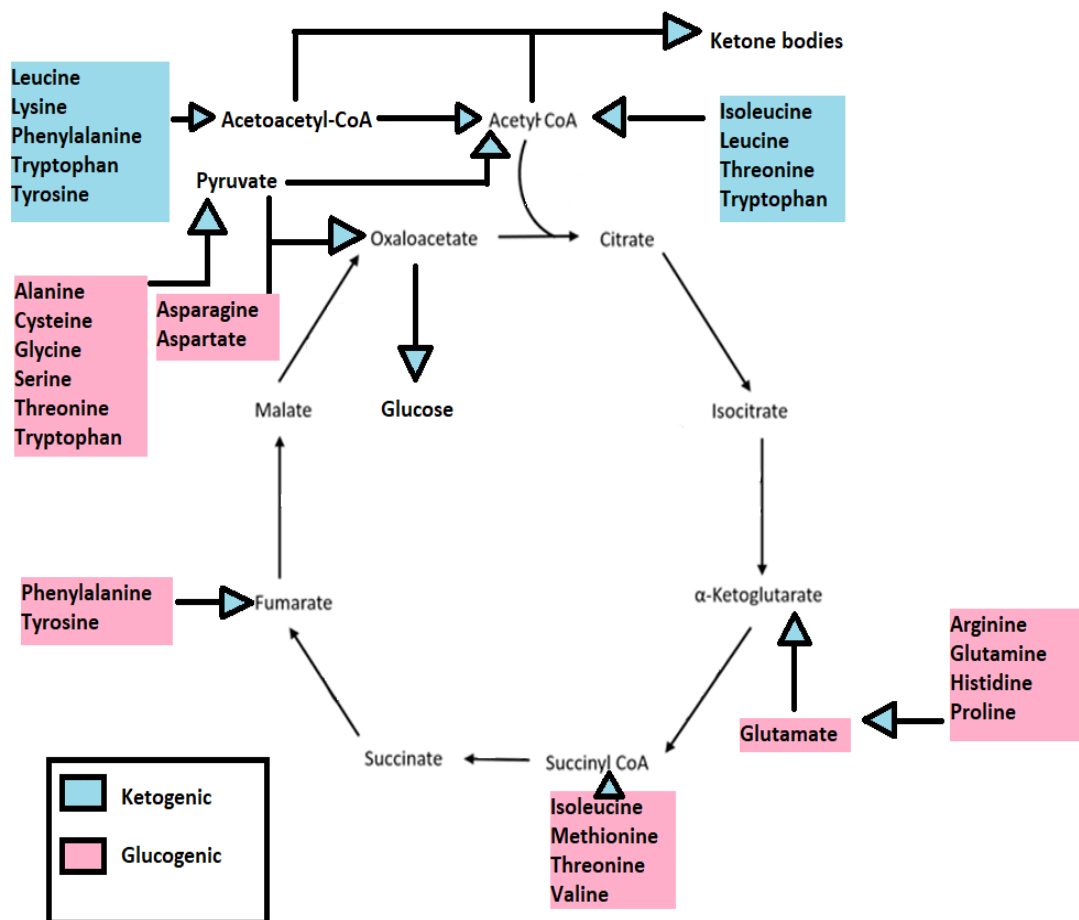 Ketone bodies
Leucine
Lysine
Phenylalanine
Tryptophan
Tyrosine
Acetoacetyl-CoA
Acetyl CoA
Isoleucine
Leucine
Threonine
Tryptophan
Pyruvate
Oxaloacetate
Citrate
Alanine
Cysteine
Glycine
Serine
Threonine
Tryptophan
Asparagine
Aspartate
Malate
Glucose
Isocitrate
Phenylalanine
Tyrosine
Fumarate
α-Ketoglutarate
Arginine
Glutamine
Histidine
Proline
Glutamate
Succinate
Succinyl CoA
Isoleucine
Methionine
Threonine
Valine
Ketogenic
Glucogenic